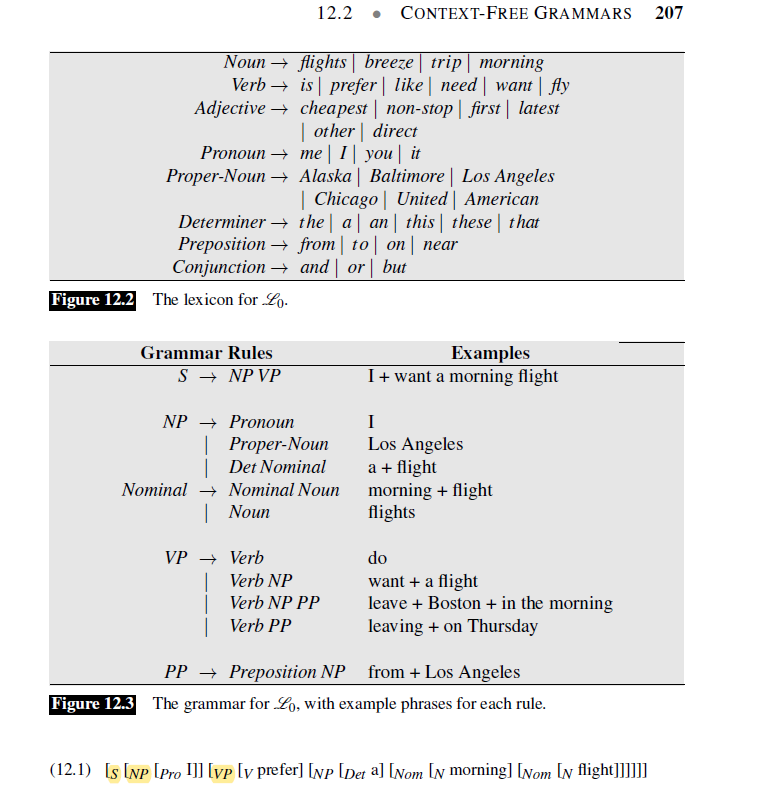 12.2 • CONTEXT-FREE GRAMMARS 207
Noun → flights | breeze | trip | morning
Verb → is | prefer | like | need | want | fly
Adjective → cheapest | non-stop | first | latest
| other | direct
Pronoun → me | I | you | it
Proper-Noun → Alaska | Baltimore | Los Angeles
| Chicago | United | American
Determiner → the | a | an | this | these | that
Preposition → from | to | on | near
Conjunction → and | or | but
Figure 12.2 The lexicon for ℒ0.
Grammar Rules Examples
S → NP VP I + want a morning flight
NP → Pronoun I
| Proper-Noun Los Angeles
| Det Nominal a + flight
Nominal → Nominal Noun morning + flight
| Noun flights
VP → Verb do
| Verb NP want + a flight
| Verb NP PP leave + Boston + in the morning
| Verb PP leaving + on Thursday
PP → Preposition NP from + Los Angeles
Figure 12.3 The grammar for ℒ0, with example phrases for each rule.
(12.1) [S [NP [Pro I]] [VP [V prefer] [NP [Det a] [Nom [N morning] [Nom [N flight]]]]]]